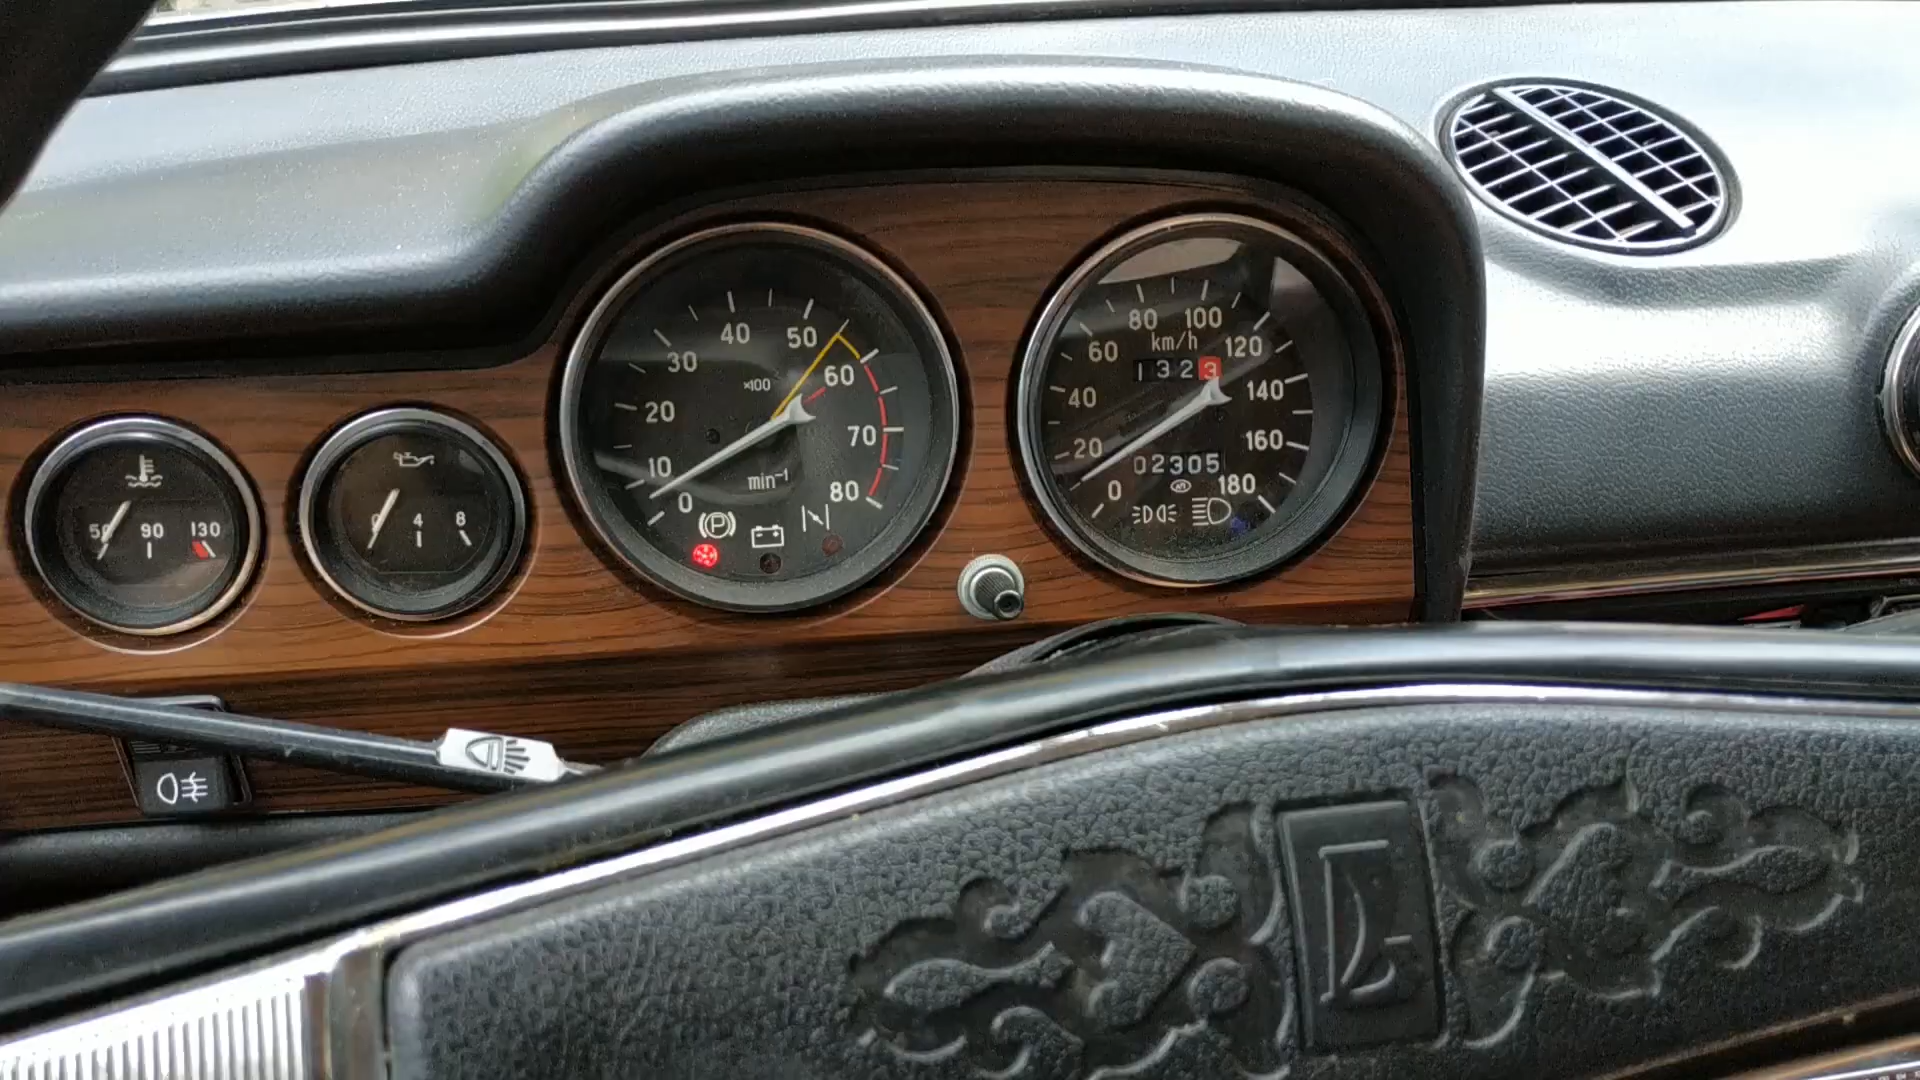 50 90 130
0 4 8
0 10 20 30 40 50 60 70 80
×100
min⁻¹
P
0 20 40 60 80 100 120 140 160 180
km/h
1323
02305